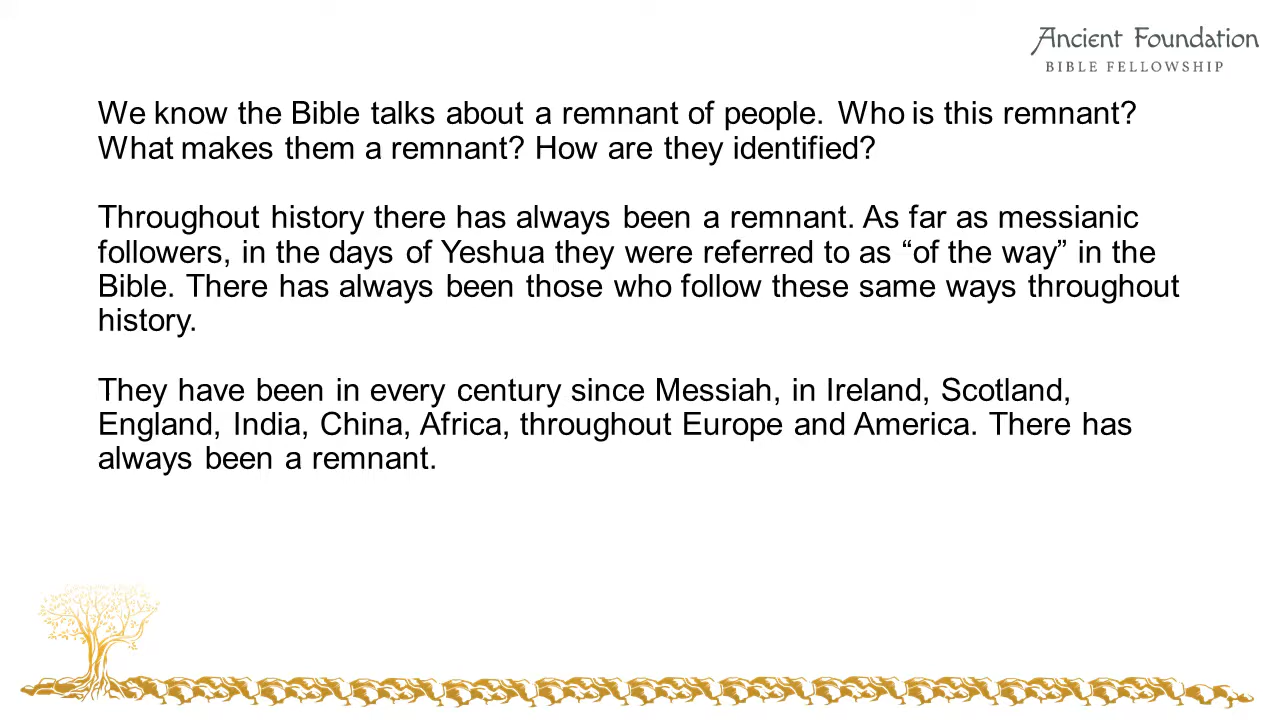 Ancient Foundation
BIBLE FELLOWSHIP
We know the Bible talks about a remnant of people. Who is this remnant?
What makes them a remnant? How are they identified?
Throughout history there has always been a remnant. As far as messianic
followers, in the days of Yeshua they were referred to as “of the way” in the
Bible. There has always been those who follow these same ways throughout
history.
They have been in every century since Messiah, in Ireland, Scotland,
England, India, China, Africa, throughout Europe and America. There has
always been a remnant.